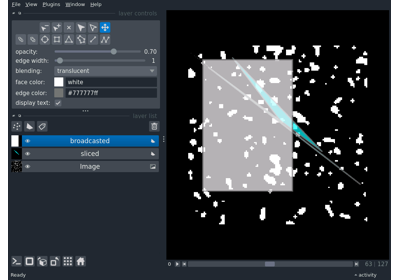 File View Plugins Window Help
layer controls
opacity: 0.70
edge width: 1
blending: translucent
face color: white
edge color: #777777ff
display text:
layer list
broadcasted
sliced
Image
63 127
Ready
activity